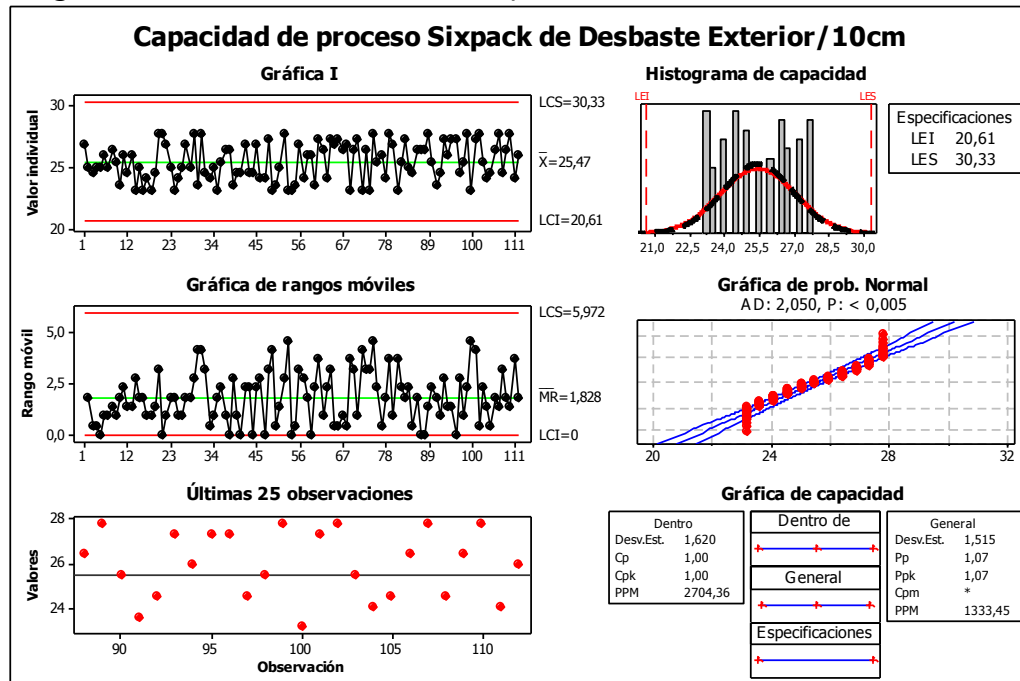 Capacidad de proceso Sixpack de Desbaste Exterior/10cm
Gráfica I
Valor individual
30
25
20
1 12 23 34 45 56 67 78 89 100 111
LCS=30,33
X=25,47
LCI=20,61
Histograma de capacidad
LEI
LES
21,0 22,5 24,0 25,5 27,0 28,5 30,0
Especificaciones
LEI 20,61
LES 30,33
Gráfica de rangos móviles
Rango móvil
5,0
2,5
0,0
1 12 23 34 45 56 67 78 89 100 111
LCS=5,972
MR=1,828
LCI=0
Gráfica de prob. Normal
AD: 2,050, P: < 0,005
20 24 28 32
Últimas 25 observaciones
Valores
28
26
24
90 95 100 105 110
Observación
Gráfica de capacidad
Dentro
Desv.Est. 1,620
Cp 1,00
Cpk 1,00
PPM 2704,36
Dentro de
General
Especificaciones
General
Desv.Est. 1,515
Pp 1,07
Ppk 1,07
Cpm *
PPM 1333,45